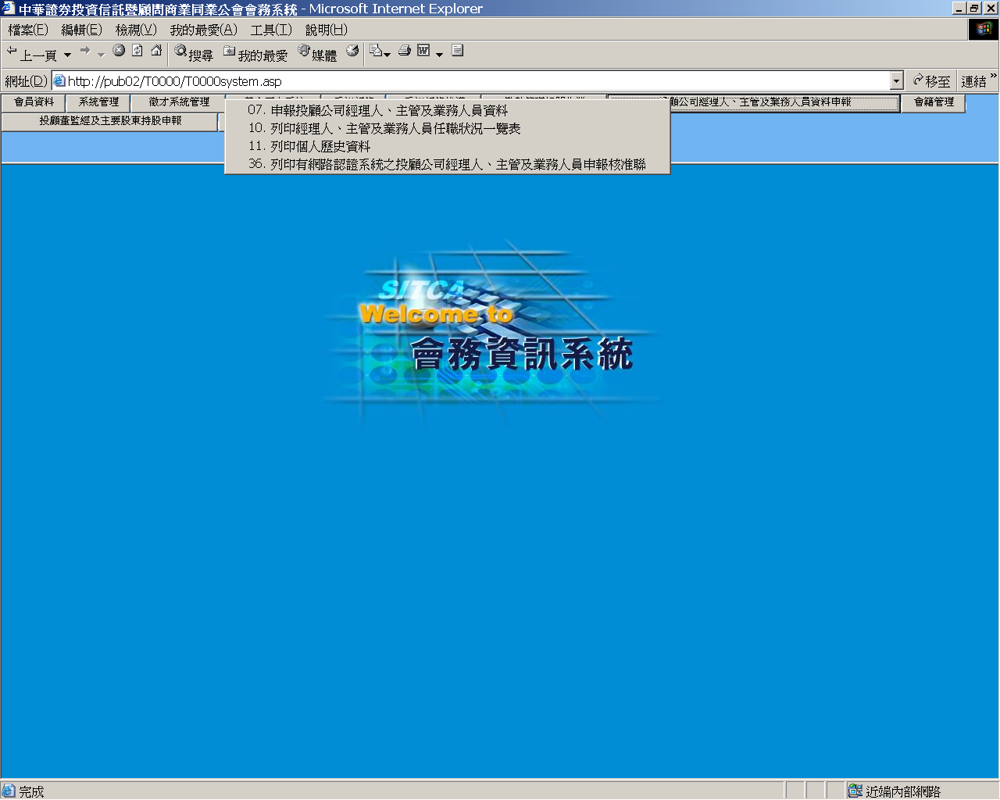 中華證券投資信託暨顧問商業同業公會會務系統 - Microsoft Internet Explorer
檔案(F) 編輯(E) 檢視(V) 我的最愛(A) 工具(T) 說明(H)
上一頁 搜尋 我的最愛 媒體
網址(D) http://pub02/T0000/T0000system.asp 移至 連結 »
會員資料 系統管理 徵才系統管理 顧公司經理人、主管及業務人員資料申報 會籍管理
投顧董監經及主要股東持股申報
07. 申報投顧公司經理人、主管及業務人員資料
10. 列印經理人、主管及業務人員任職狀況一覽表
11. 列印個人歷史資料
36. 列印有網路認證系統之投顧公司經理人、主管及業務人員申報核准聯
SITCA
Welcome to
會務資訊系統
完成 近端內部網路